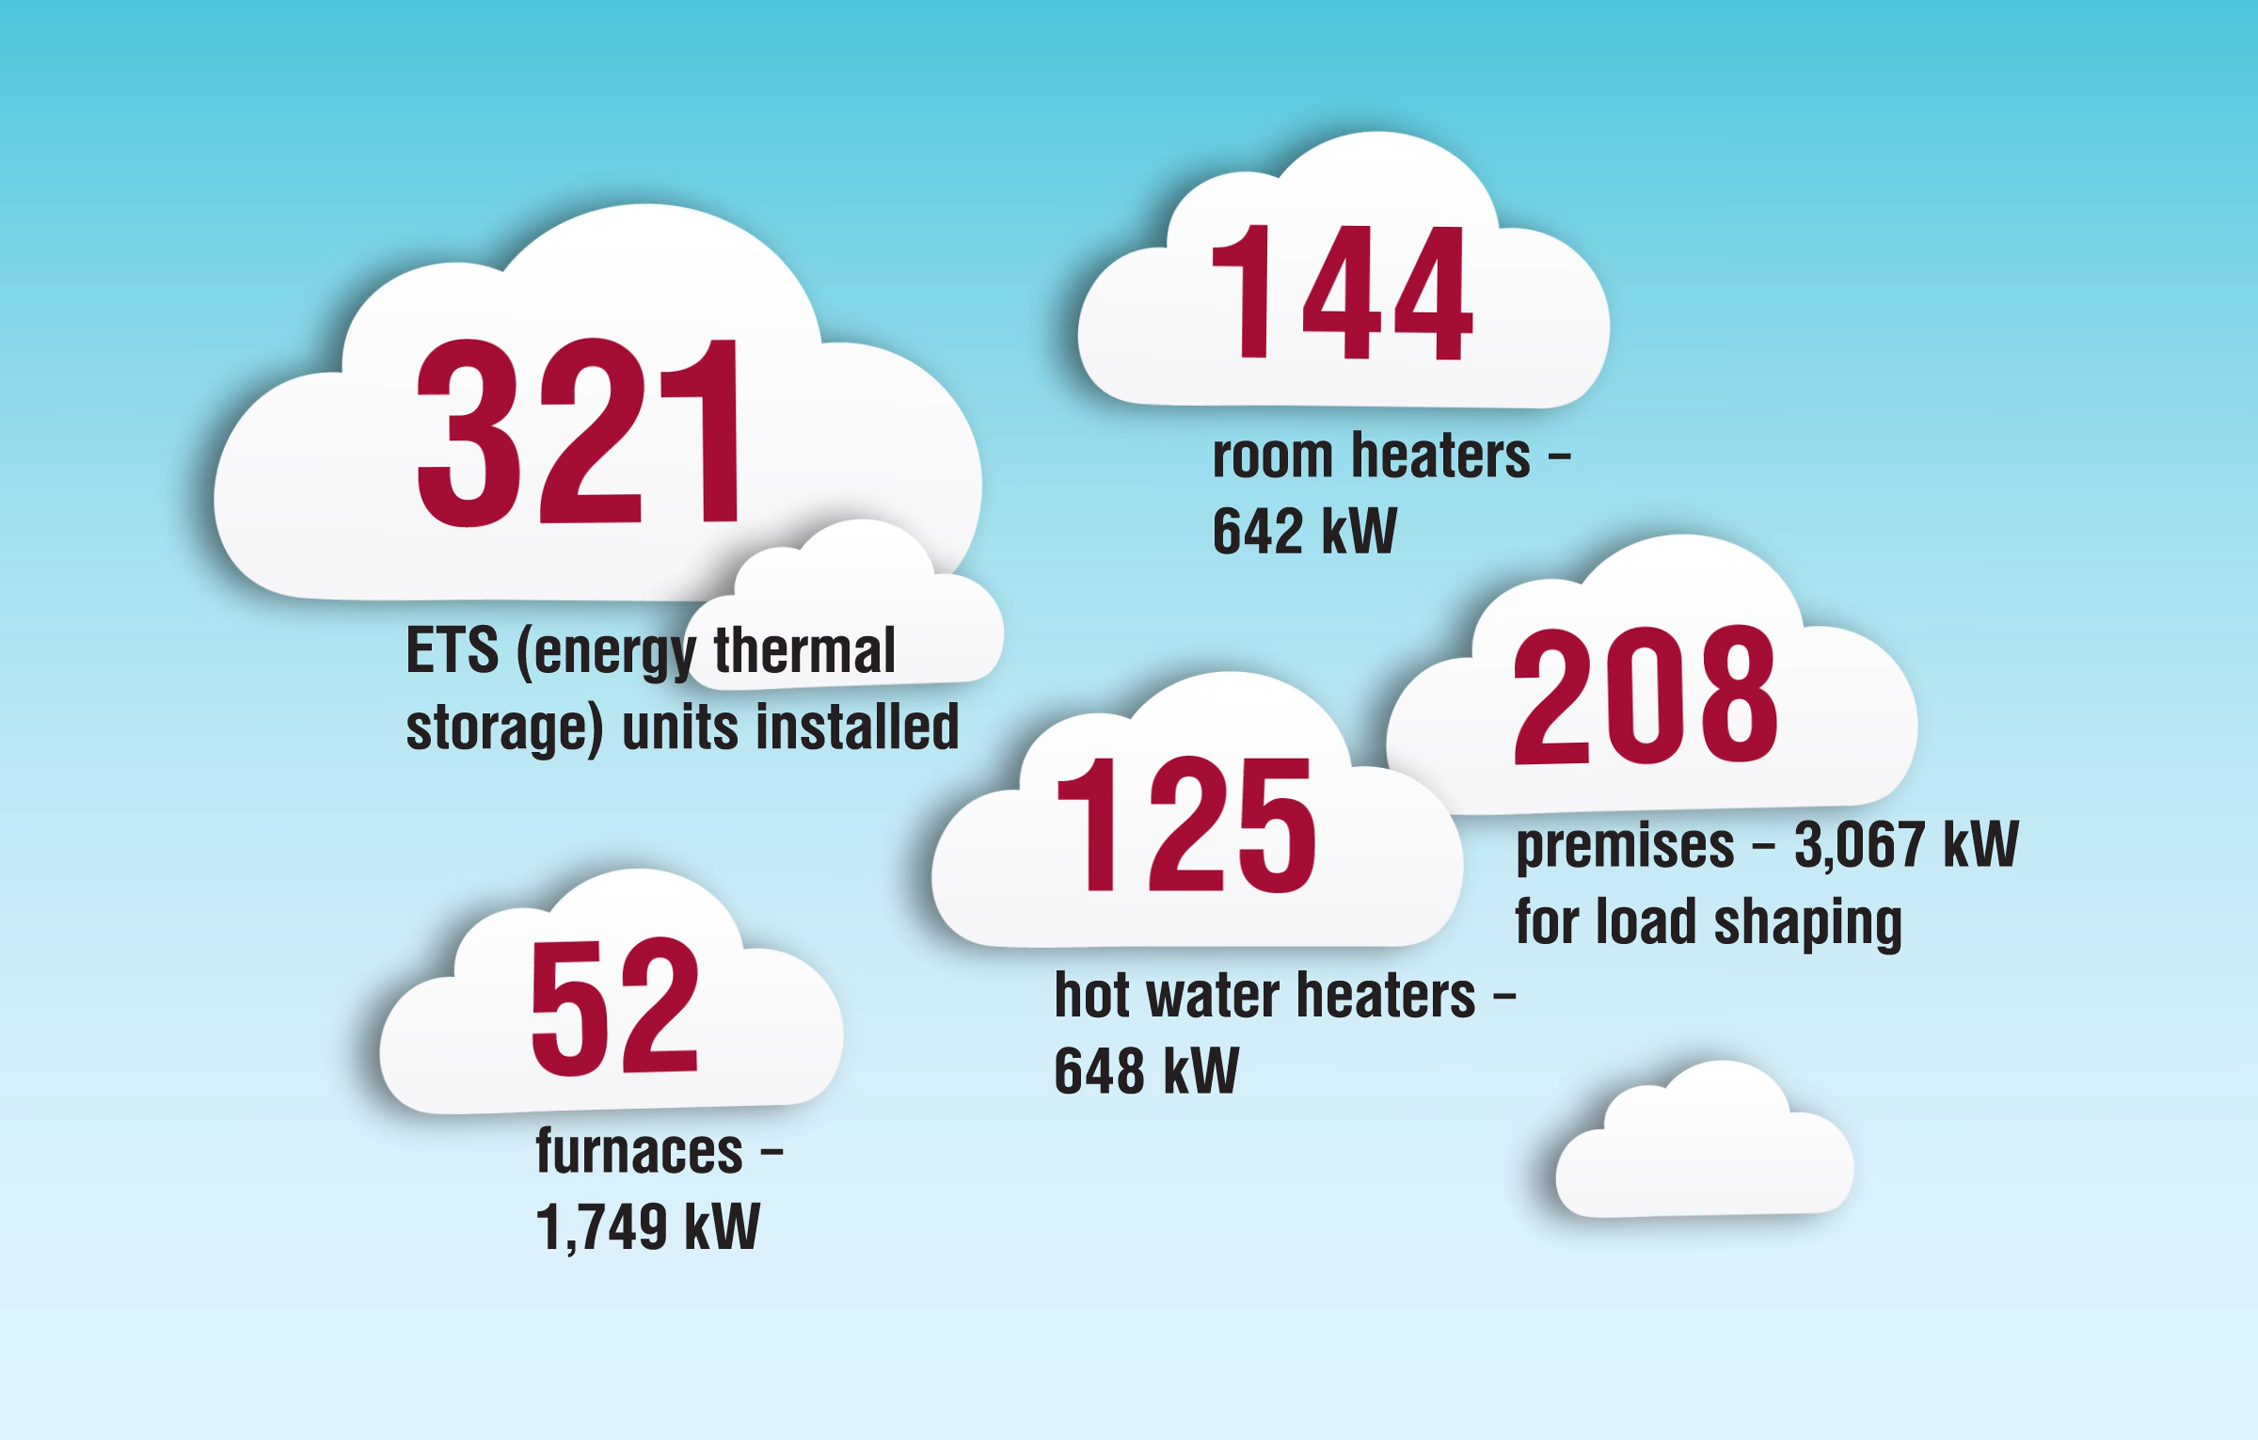 321
ETS (energy thermal
storage) units installed
144
room heaters –
642 kW
208
premises – 3,067 kW
for load shaping
125
hot water heaters –
648 kW
52
furnaces –
1,749 kW